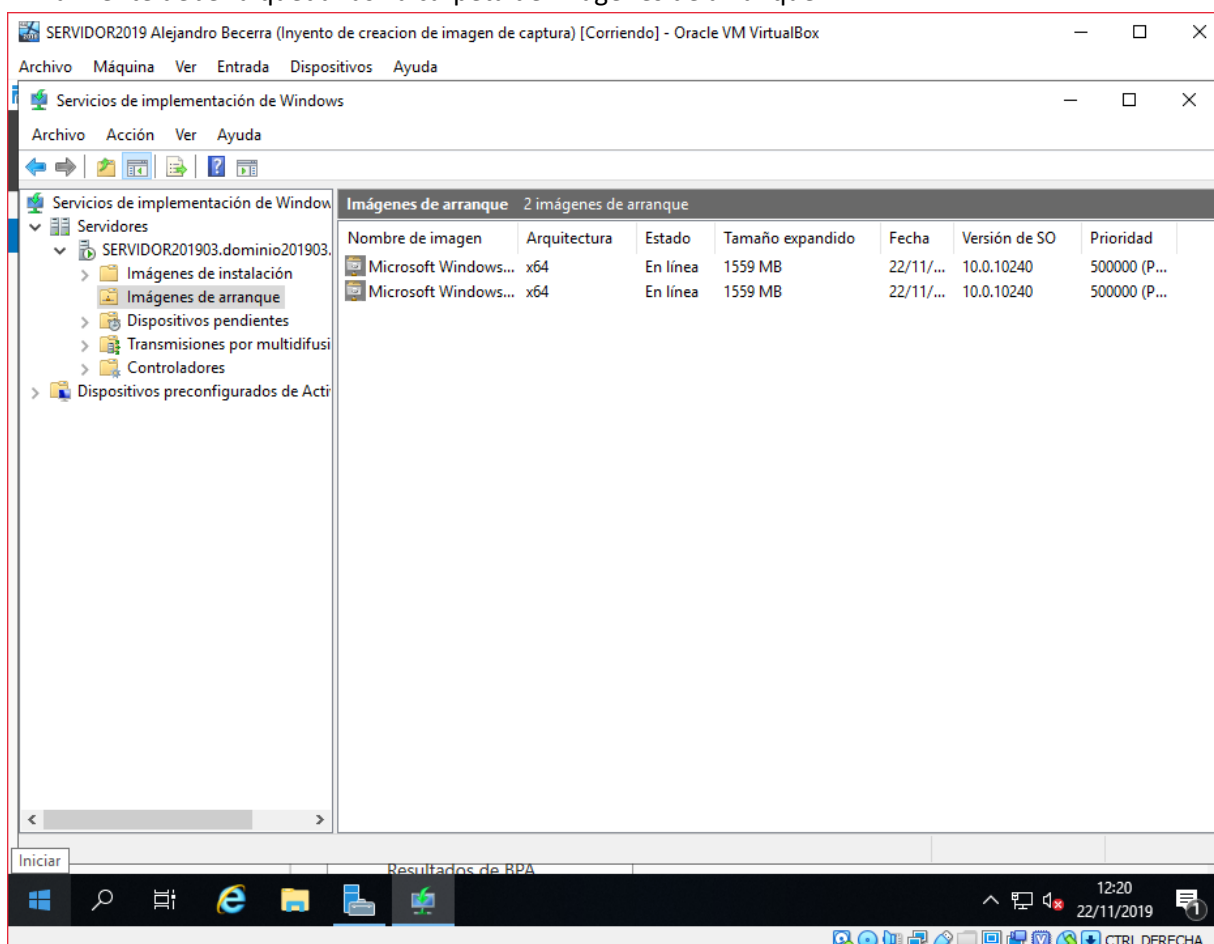 SERVIDOR2019 Alejandro Becerra (Inyento de creacion de imagen de captura) [Corriendo] - Oracle VM VirtualBox
Archivo Máquina Ver Entrada Dispositivos Ayuda
Servicios de implementación de Windows
Archivo Acción Ver Ayuda
Servicios de implementación de Window
Servidores
SERVIDOR201903.dominio201903.
Imágenes de instalación
Imágenes de arranque
Dispositivos pendientes
Transmisiones por multidifusi
Controladores
Dispositivos preconfigurados de Acti
Imágenes de arranque 2 imágenes de arranque
Nombre de imagen Arquitectura Estado Tamaño expandido Fecha Versión de SO Prioridad
Microsoft Windows... x64 En línea 1559 MB 22/11/... 10.0.10240 500000 (P...
Microsoft Windows... x64 En línea 1559 MB 22/11/... 10.0.10240 500000 (P...
Iniciar
Resultados de BPA
12:20
22/11/2019
1
CTRL DERECHA